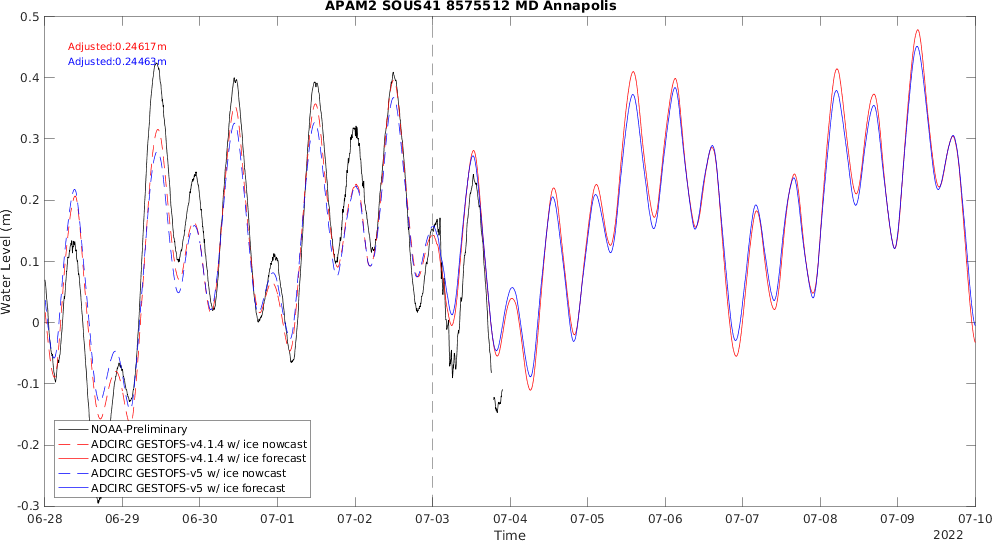 APAM2 SOUS41 8575512 MD Annapolis
Adjusted:0.24617m
Adjusted:0.24463m
Water Level (m)
0.5
0.4
0.3
0.2
0.1
0
-0.1
-0.2
-0.3
NOAA-Preliminary
ADCIRC GESTOFS-v4.1.4 w/ ice nowcast
ADCIRC GESTOFS-v4.1.4 w/ ice forecast
ADCIRC GESTOFS-v5 w/ ice nowcast
ADCIRC GESTOFS-v5 w/ ice forecast
06-28 06-29 06-30 07-01 07-02 07-03 07-04 07-05 07-06 07-07 07-08 07-09 07-10
Time
2022